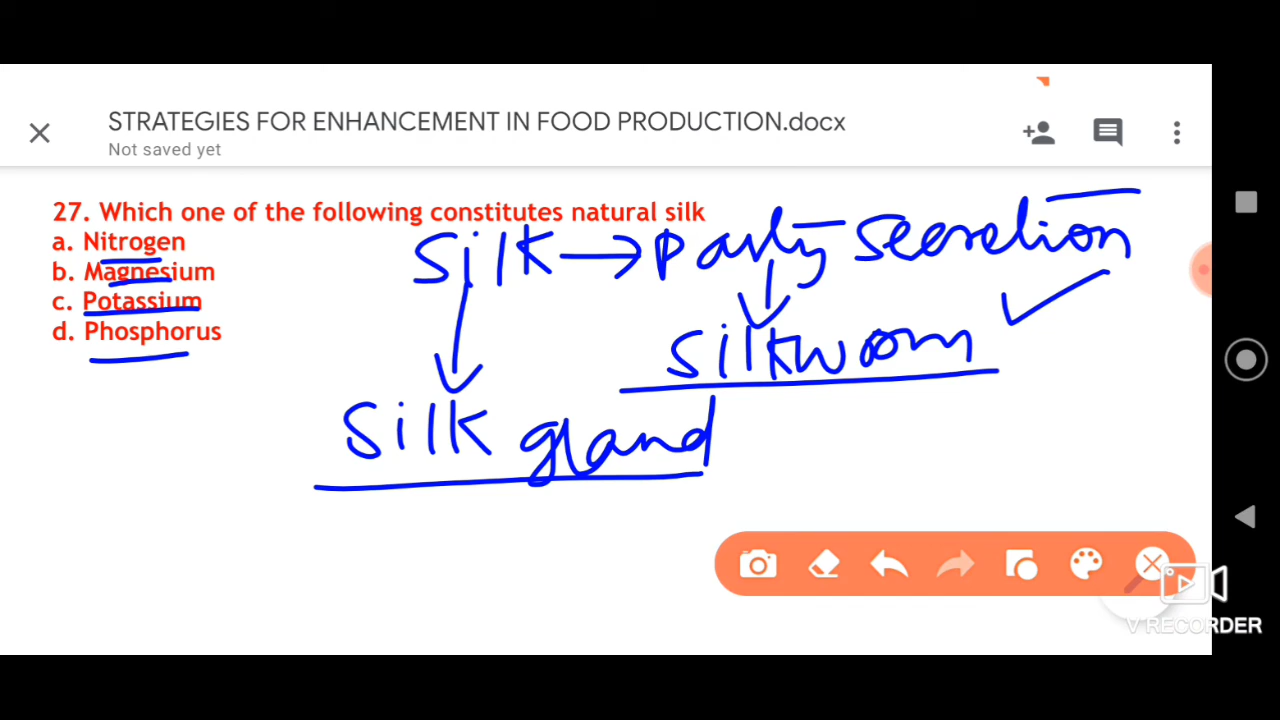 STRATEGIES FOR ENHANCEMENT IN FOOD PRODUCTION.docx
Not saved yet
27. Which one of the following constitutes natural silk
a. Nitrogen
b. Magnesium
c. Potassium
d. Phosphorus
Silk → Pasty secretion
Silkworm
Silk gland
V RECORDER